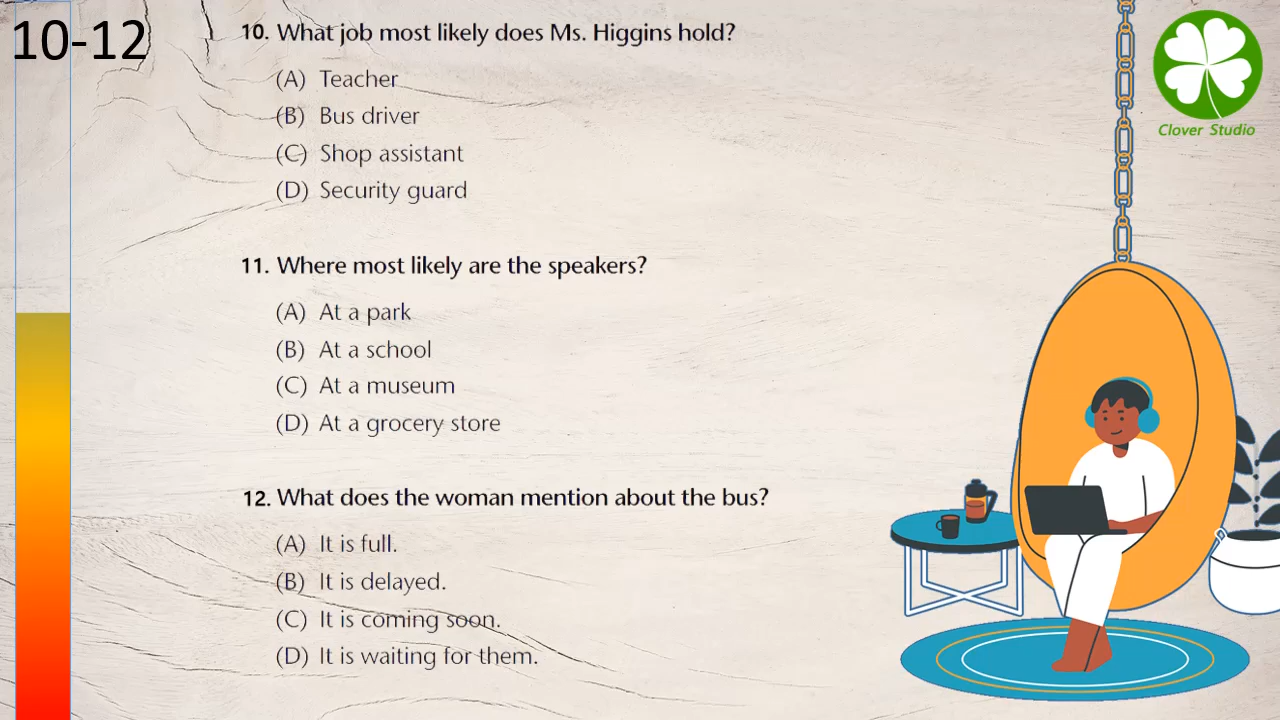 10-12
10. What job most likely does Ms. Higgins hold?
(A) Teacher
(B) Bus driver
(C) Shop assistant
(D) Security guard
11. Where most likely are the speakers?
(A) At a park
(B) At a school
(C) At a museum
(D) At a grocery store
12. What does the woman mention about the bus?
(A) It is full.
(B) It is delayed.
(C) It is coming soon.
(D) It is waiting for them.
Clover Studio